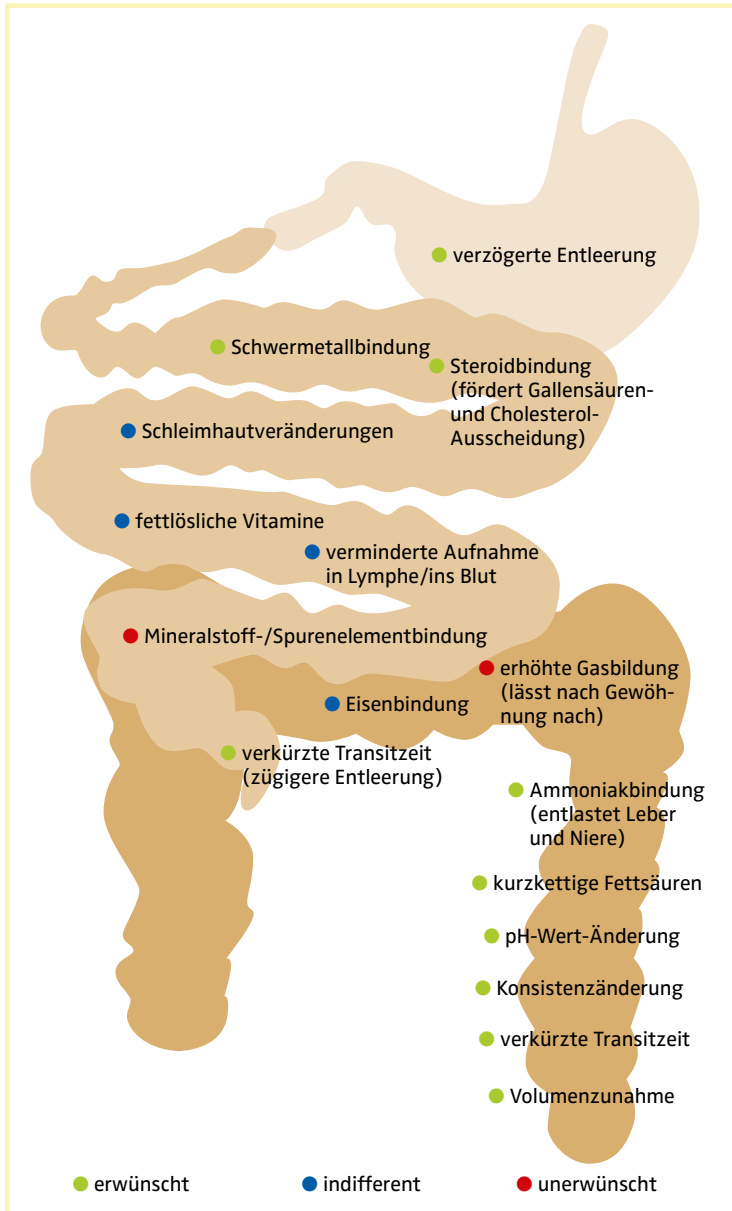 verzögerte Entleerung
Schwermetallbindung
Steroidbindung
(fördert Gallensäuren-
und Cholesterol-
Ausscheidung)
Schleimhautveränderungen
fettlösliche Vitamine
verminderte Aufnahme
in Lymphe/ins Blut
Mineralstoff-/Spurenelementbindung
erhöhte Gasbildung
(lässt nach Gewöh-
nung nach)
Eisenbindung
verkürzte Transitzeit
(zügigere Entleerung)
Ammoniakbindung
(entlastet Leber
und Niere)
kurzkettige Fettsäuren
pH-Wert-Änderung
Konsistenzänderung
verkürzte Transitzeit
Volumenzunahme
erwünscht
indifferent
unerwünscht